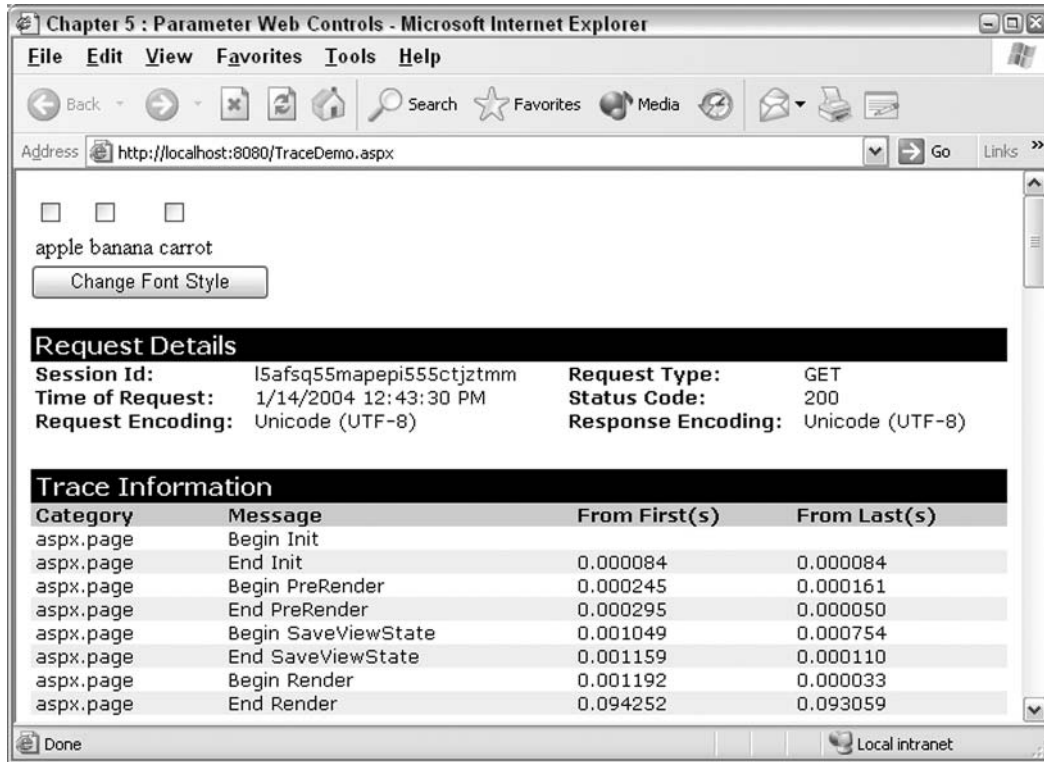 Chapter 5 : Parameter Web Controls - Microsoft Internet Explorer
File Edit View Favorites Tools Help
Back Search Favorites Media
Address http://localhost:8080/TraceDemo.aspx Go Links »
apple banana carrot
Change Font Style
Request Details
Session Id: l5afsq55mapepi555ctjztmm Request Type: GET
Time of Request: 1/14/2004 12:43:30 PM Status Code: 200
Request Encoding: Unicode (UTF-8) Response Encoding: Unicode (UTF-8)
Trace Information
Category Message From First(s) From Last(s)
aspx.page Begin Init
aspx.page End Init 0.000084 0.000084
aspx.page Begin PreRender 0.000245 0.000161
aspx.page End PreRender 0.000295 0.000050
aspx.page Begin SaveViewState 0.001049 0.000754
aspx.page End SaveViewState 0.001159 0.000110
aspx.page Begin Render 0.001192 0.000033
aspx.page End Render 0.094252 0.093059
Done Local intranet